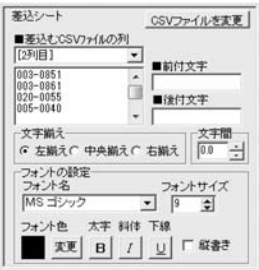 差込シート
CSVファイルを変更
■差込むCSVファイルの列
[2列目]
003-0851
003-0861
020-0055
005-0040
■前付文字
■後付文字
文字揃え
左揃え 中央揃え 右揃え
文字間
0.0
フォントの設定
フォント名
フォントサイズ
MS ゴシック
9
フォント色 太字 斜体 下線
変更 B I U 縦書き